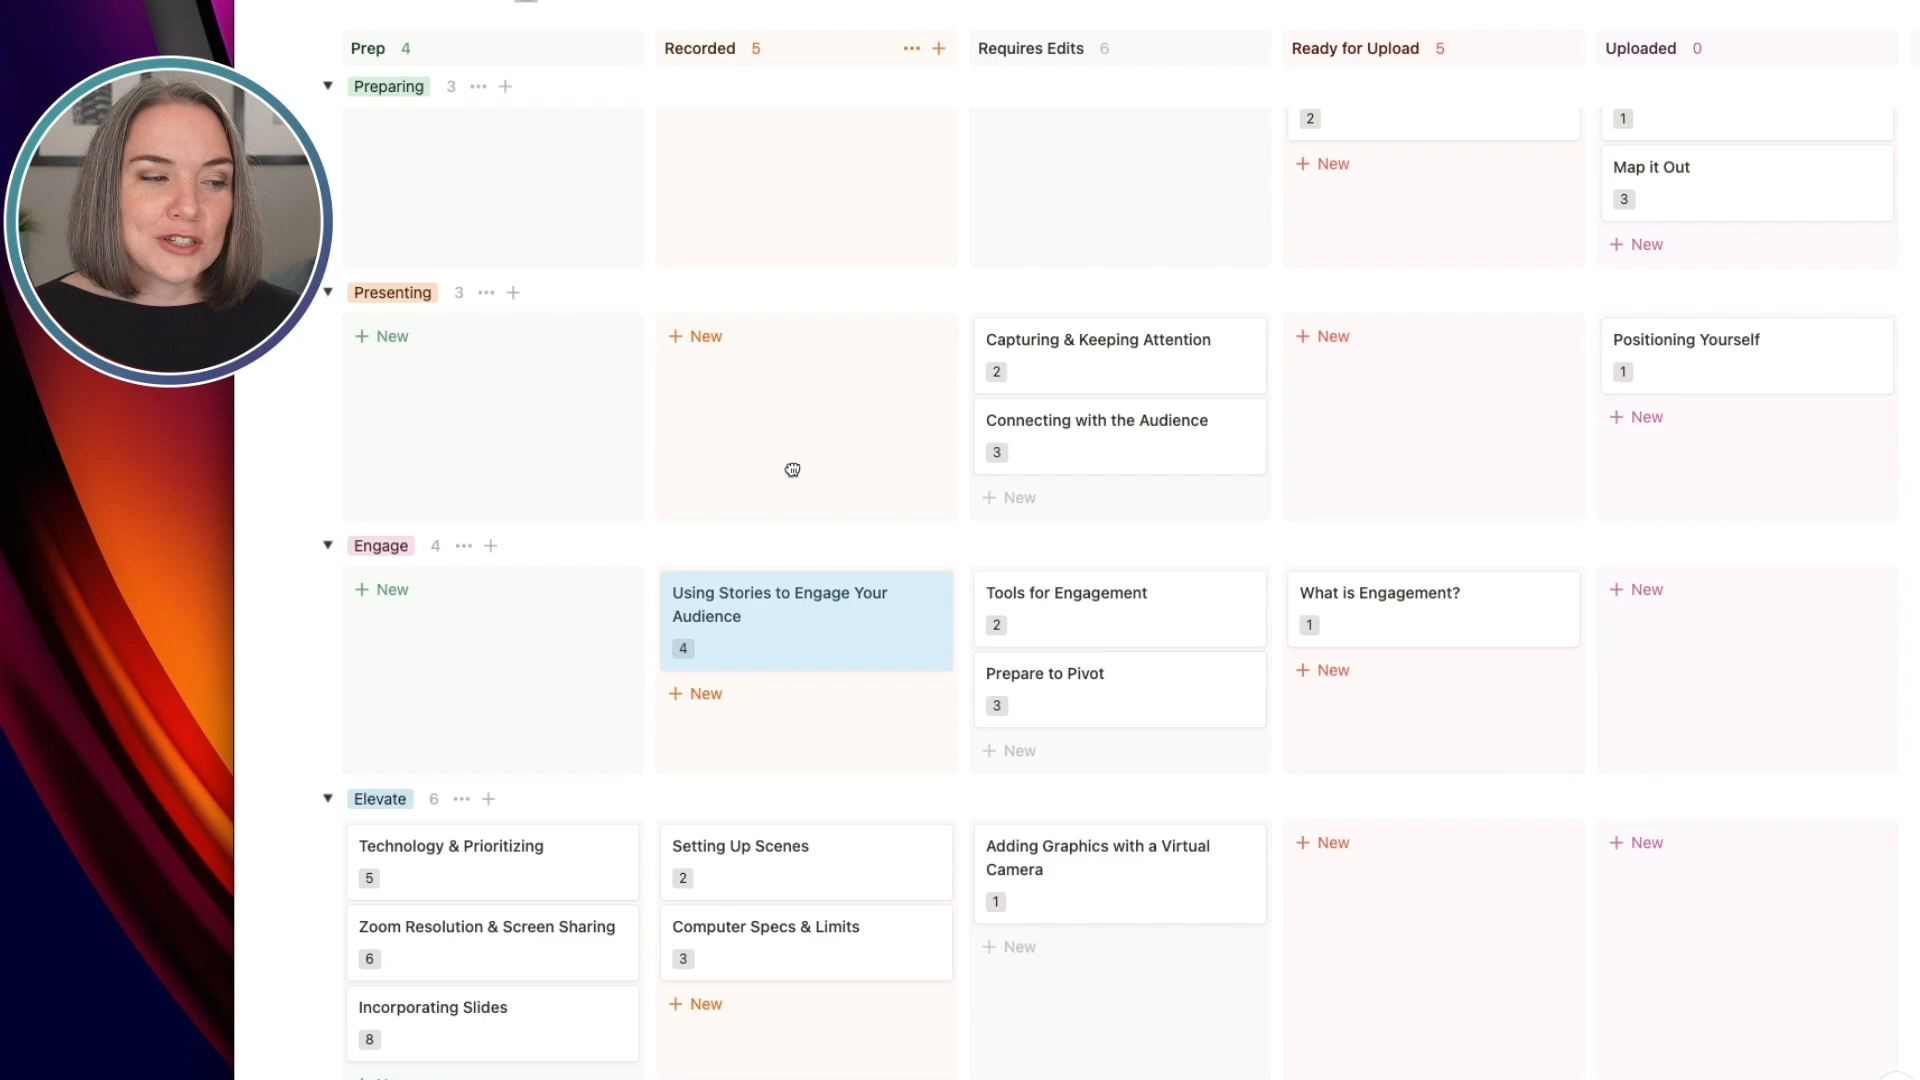 Prep 4
Recorded 5
Requires Edits 6
Ready for Upload 5
Uploaded 0
Preparing 3
2
+ New
1
Map it Out
3
+ New
Presenting 3
+ New
+ New
Capturing & Keeping Attention
2
Connecting with the Audience
3
+ New
+ New
Positioning Yourself
1
+ New
Engage 4
+ New
Using Stories to Engage Your
Audience
4
+ New
Tools for Engagement
2
Prepare to Pivot
3
+ New
What is Engagement?
1
+ New
+ New
Elevate 6
Technology & Prioritizing
5
Zoom Resolution & Screen Sharing
6
Incorporating Slides
8
Setting Up Scenes
2
Computer Specs & Limits
3
+ New
Adding Graphics with a Virtual
Camera
1
+ New
+ New
+ New